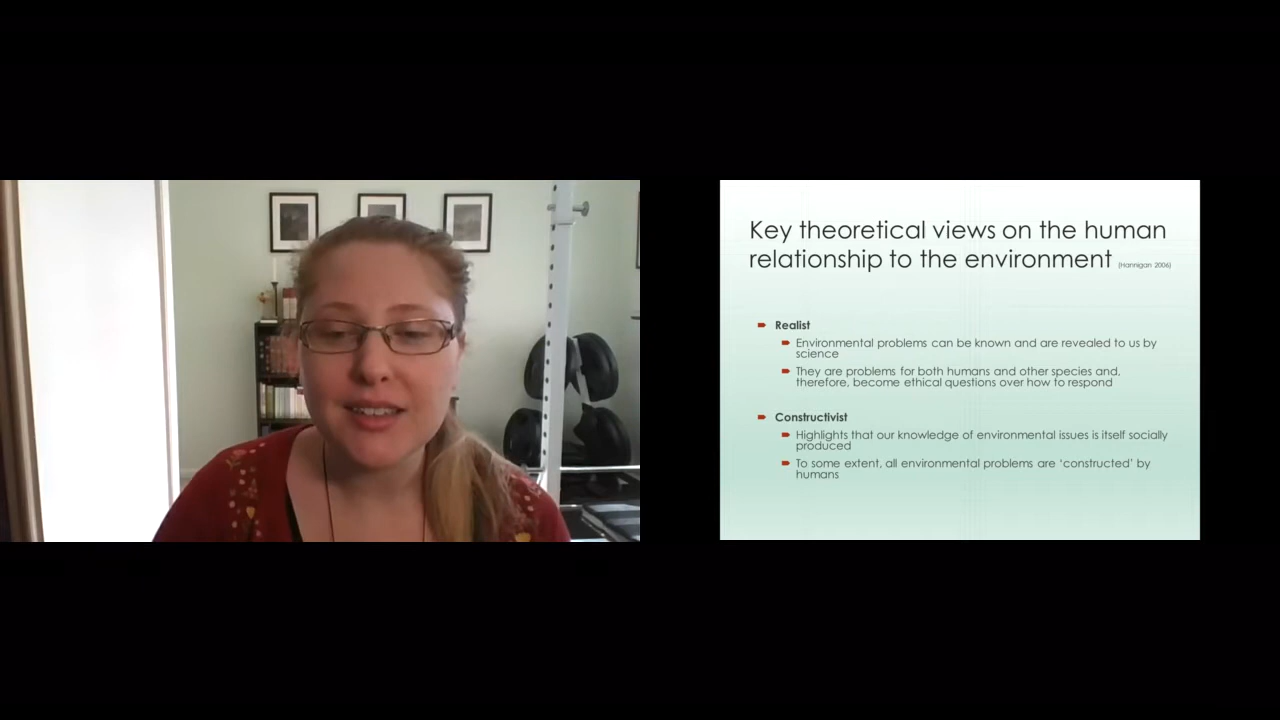 Key theoretical views on the human
relationship to the environment (Hannigan 2006)
Realist
Environmental problems can be known and are revealed to us by
science
They are problems for both humans and other species and,
therefore, become ethical questions over how to respond
Constructivist
Highlights that our knowledge of environmental issues is itself socially
produced
To some extent, all environmental problems are ‘constructed’ by
humans